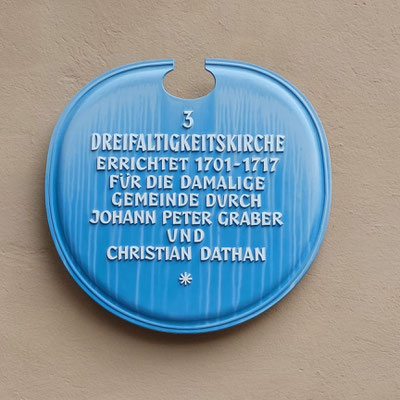 3
DREIFALTIGKEITSKIRCHE
ERRICHTET 1701-1717
FÜR DIE DAMALIGE
GEMEINDE DURCH
JOHANN PETER GRABER
UND
CHRISTIAN DATHAN
*